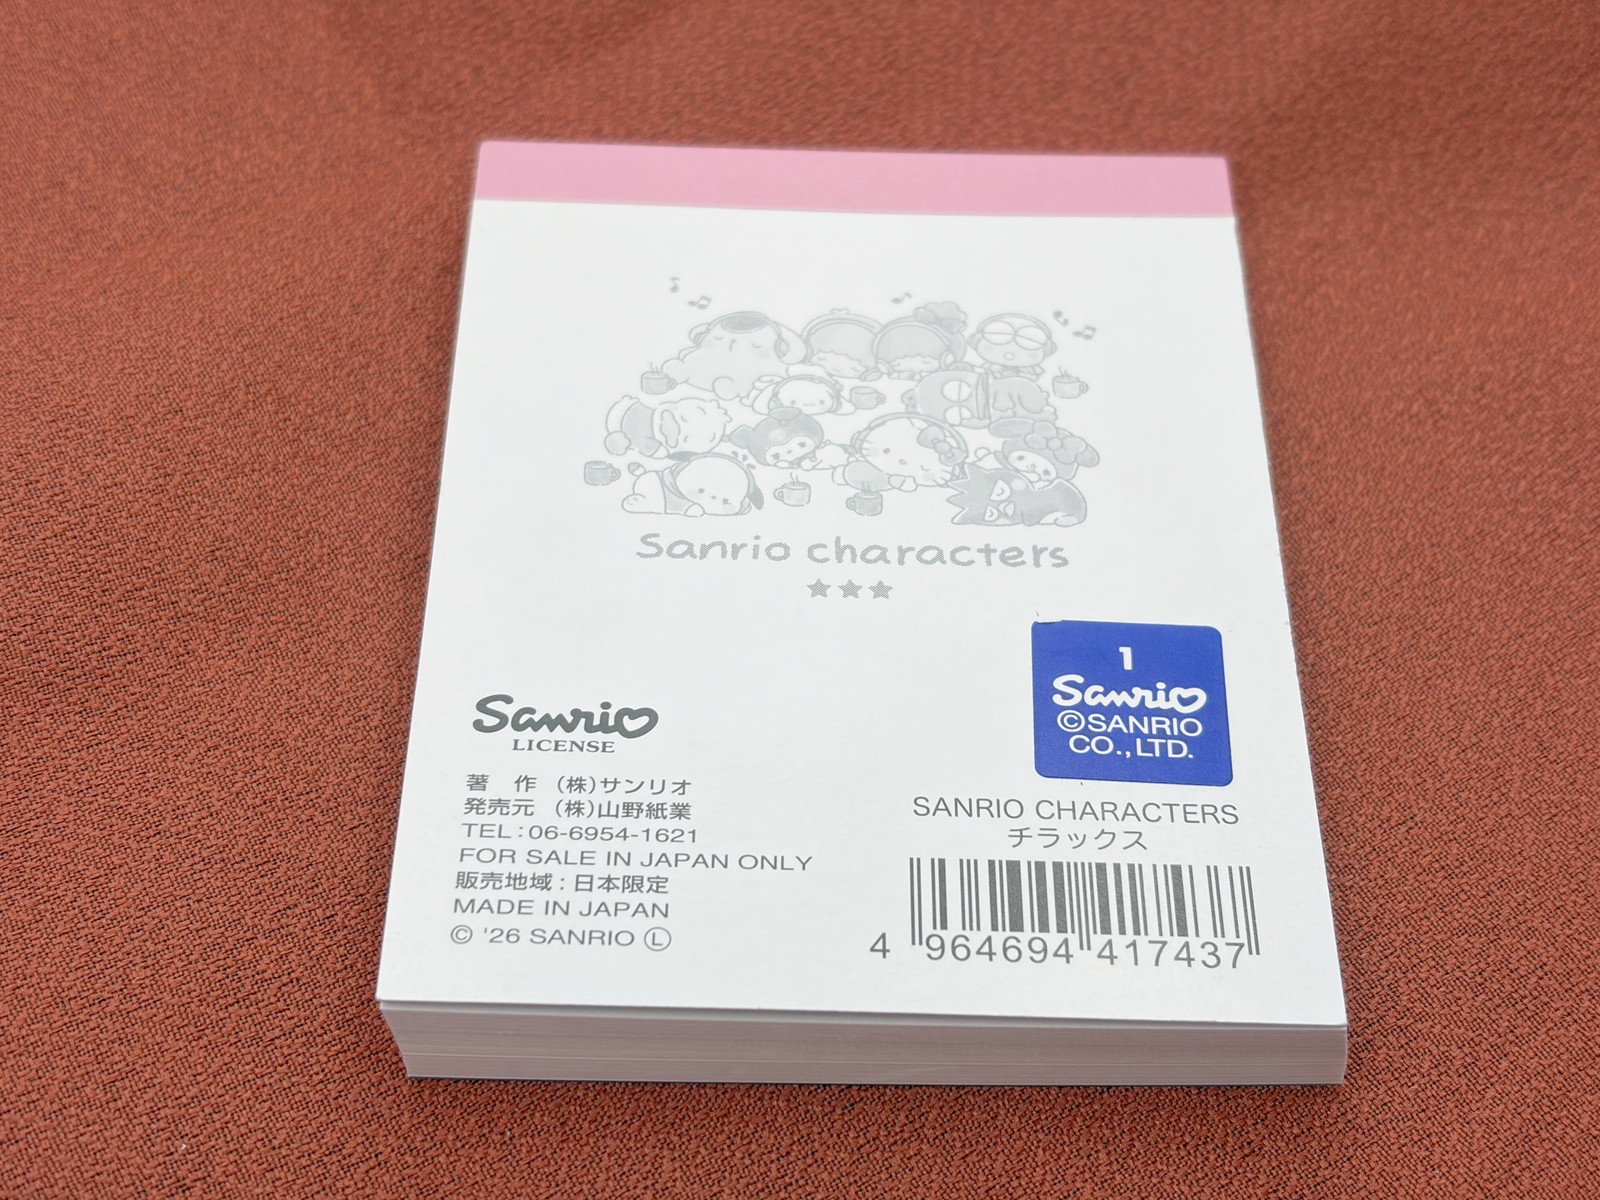 Sanrio characters
★★★
1
Sanrio
©SANRIO
CO.,LTD.
Sanrio
LICENSE
著　作 (株)サンリオ
発売元 (株)山野紙業
TEL:06-6954-1621
FOR SALE IN JAPAN ONLY
販売地域:日本限定
MADE IN JAPAN
© '26 SANRIO Ⓛ
SANRIO CHARACTERS
チラックス
4 964694 417437